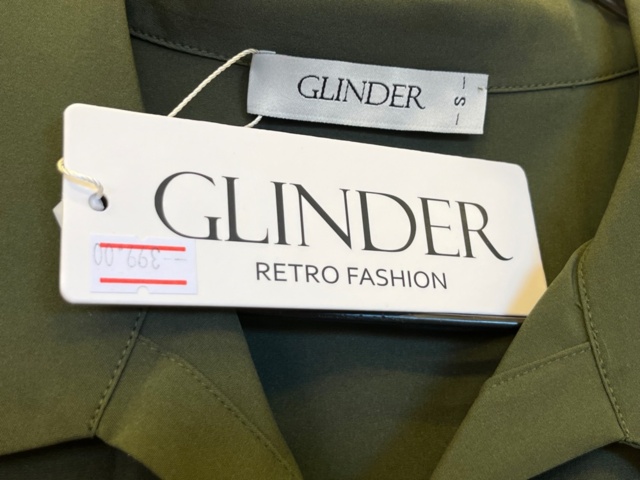 GLINDER
- S -
GLINDER
RETRO FASHION
--399.00